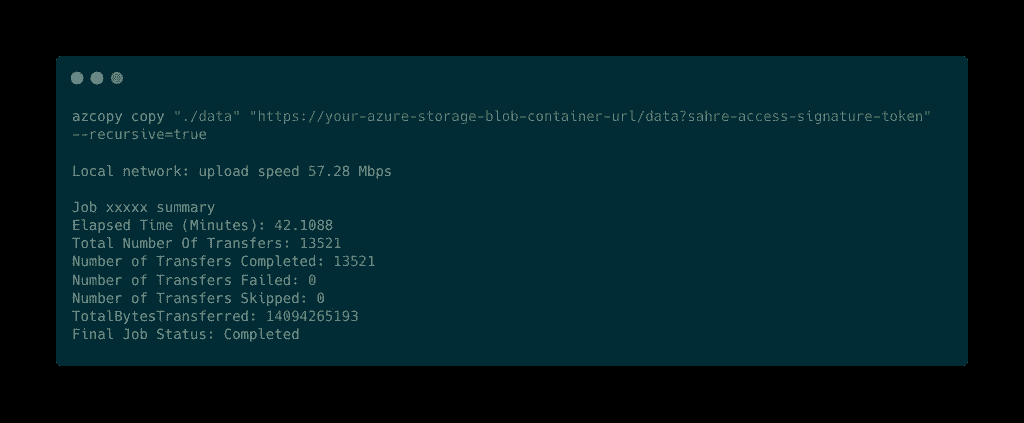 azcopy copy "./data" "https://your-azure-storage-blob-container-url/data?sahre-access-signature-token"
--recursive=true
Local network: upload speed 57.28 Mbps
Job xxxxx summary
Elapsed Time (Minutes): 42.1088
Total Number Of Transfers: 13521
Number of Transfers Completed: 13521
Number of Transfers Failed: 0
Number of Transfers Skipped: 0
TotalBytesTransferred: 14094265193
Final Job Status: Completed